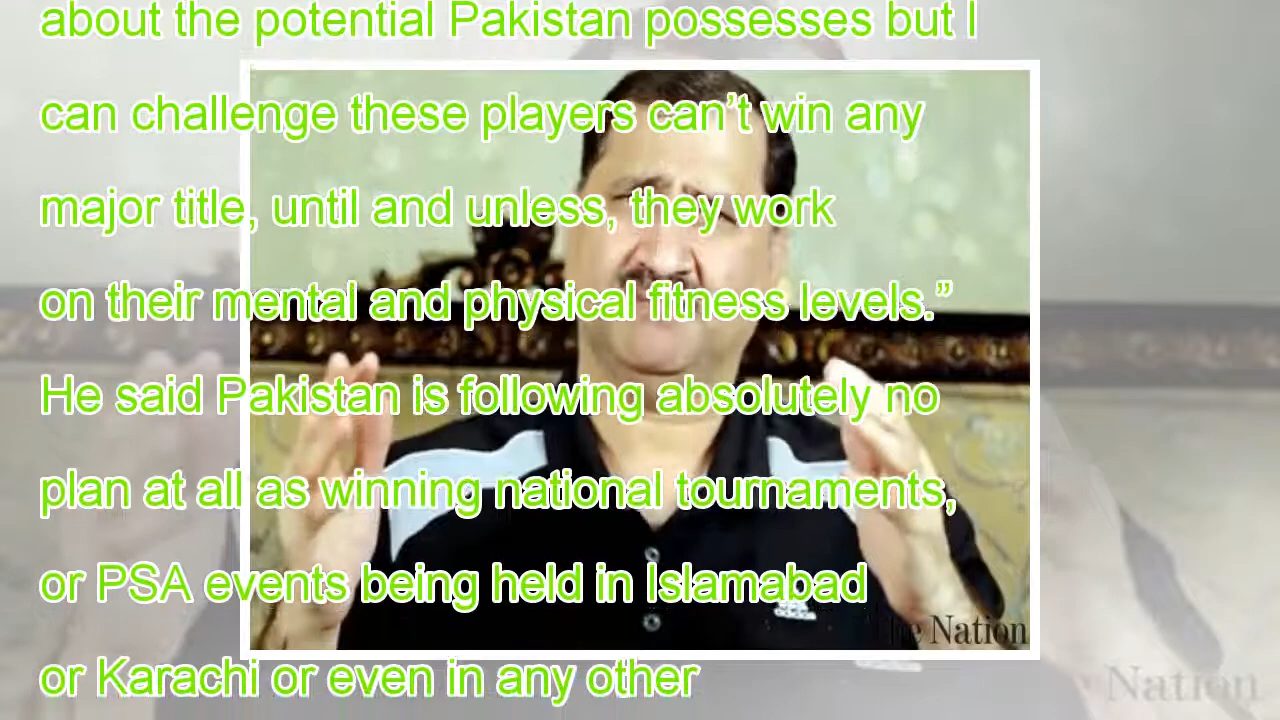 about the potential Pakistan possesses but I
can challenge these players can’t win any
major title, until and unless, they work
on their mental and physical fitness levels.”
He said Pakistan is following absolutely no
plan at all as winning national tournaments,
or PSA events being held in Islamabad
The Nation
or Karachi or even in any other
Nation